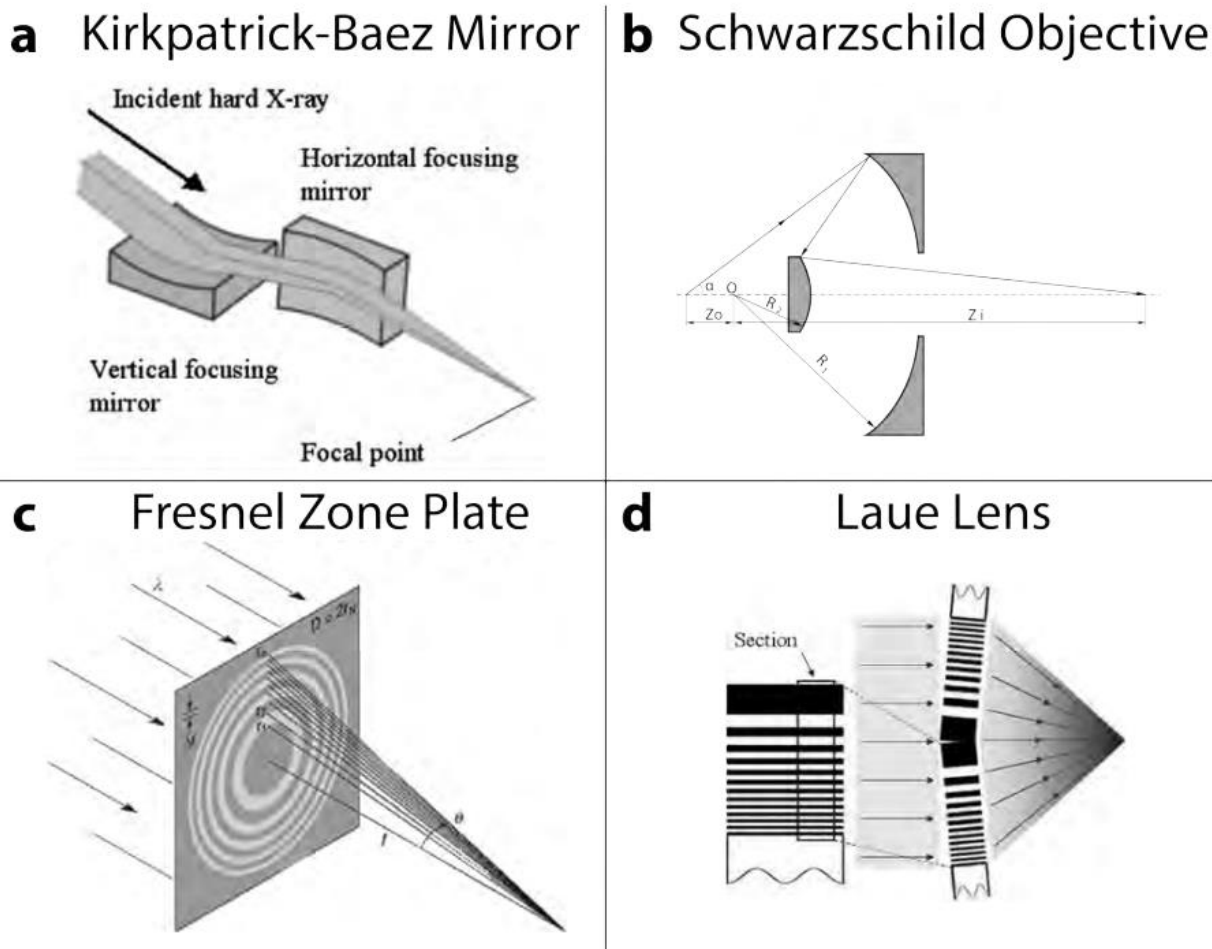 a Kirkpatrick-Baez Mirror
Incident hard X-ray
Horizontal focusing
mirror
Vertical focusing
mirror
Focal point
b Schwarzschild Objective
α O
R2
Zo
Zi
R1
c Fresnel Zone Plate
λ
D = 2rN
f
θ
d Laue Lens
Section